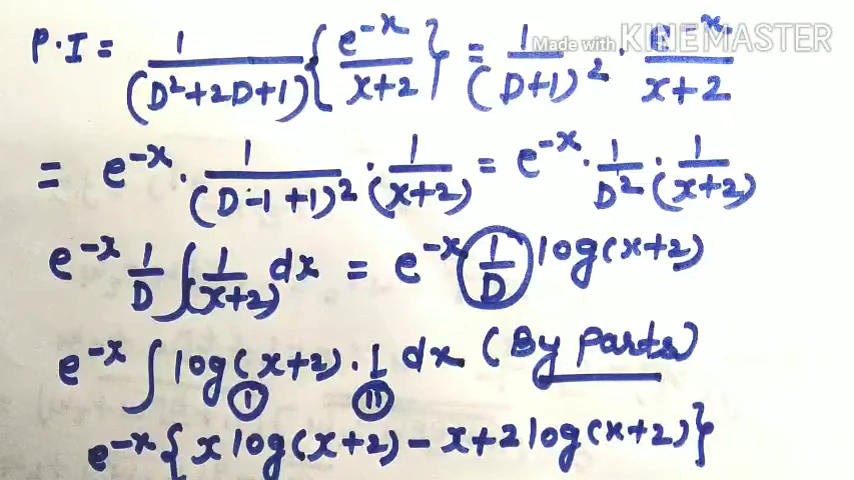 P.I = 1/(D²+2D+1) {e^-x/(x+2)} = 1/(D+1)² . e^-x/(x+2)
Made with KINEMASTER
= e^-x . 1/(D-1+1)² . 1/(x+2) = e^-x . 1/D² . 1/(x+2)
e^-x 1/D ∫ 1/(x+2) dx = e^-x (1/D) log(x+2)
e^-x ∫ log(x+2) . 1 dx (By Parts)
I II
e^-x {x log(x+2) - x+2 log(x+2)}